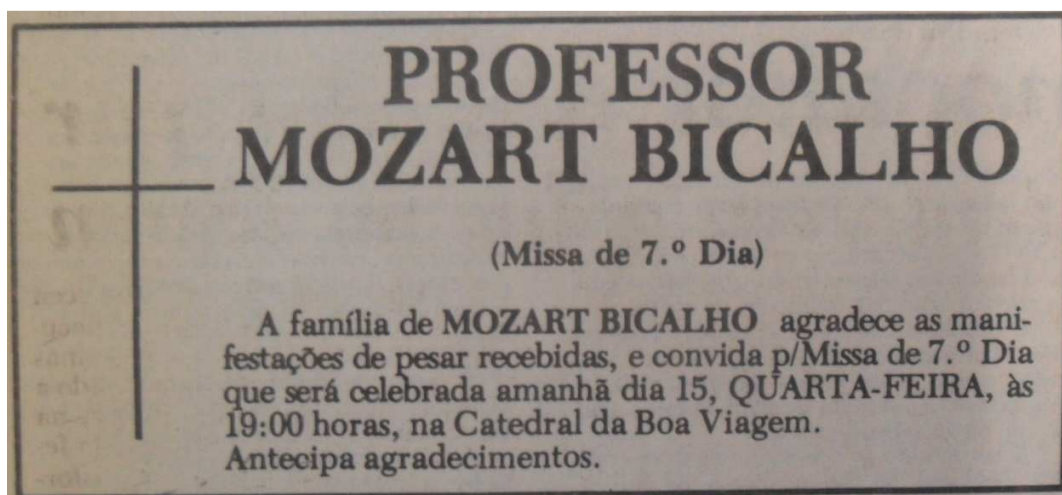 PROFESSOR
MOZART BICALHO
(Missa de 7.º Dia)
A família de MOZART BICALHO agradece as mani-
festações de pesar recebidas, e convida p/Missa de 7.º Dia
que será celebrada amanhã dia 15, QUARTA-FEIRA, às
19:00 horas, na Catedral da Boa Viagem.
Antecipa agradecimentos.